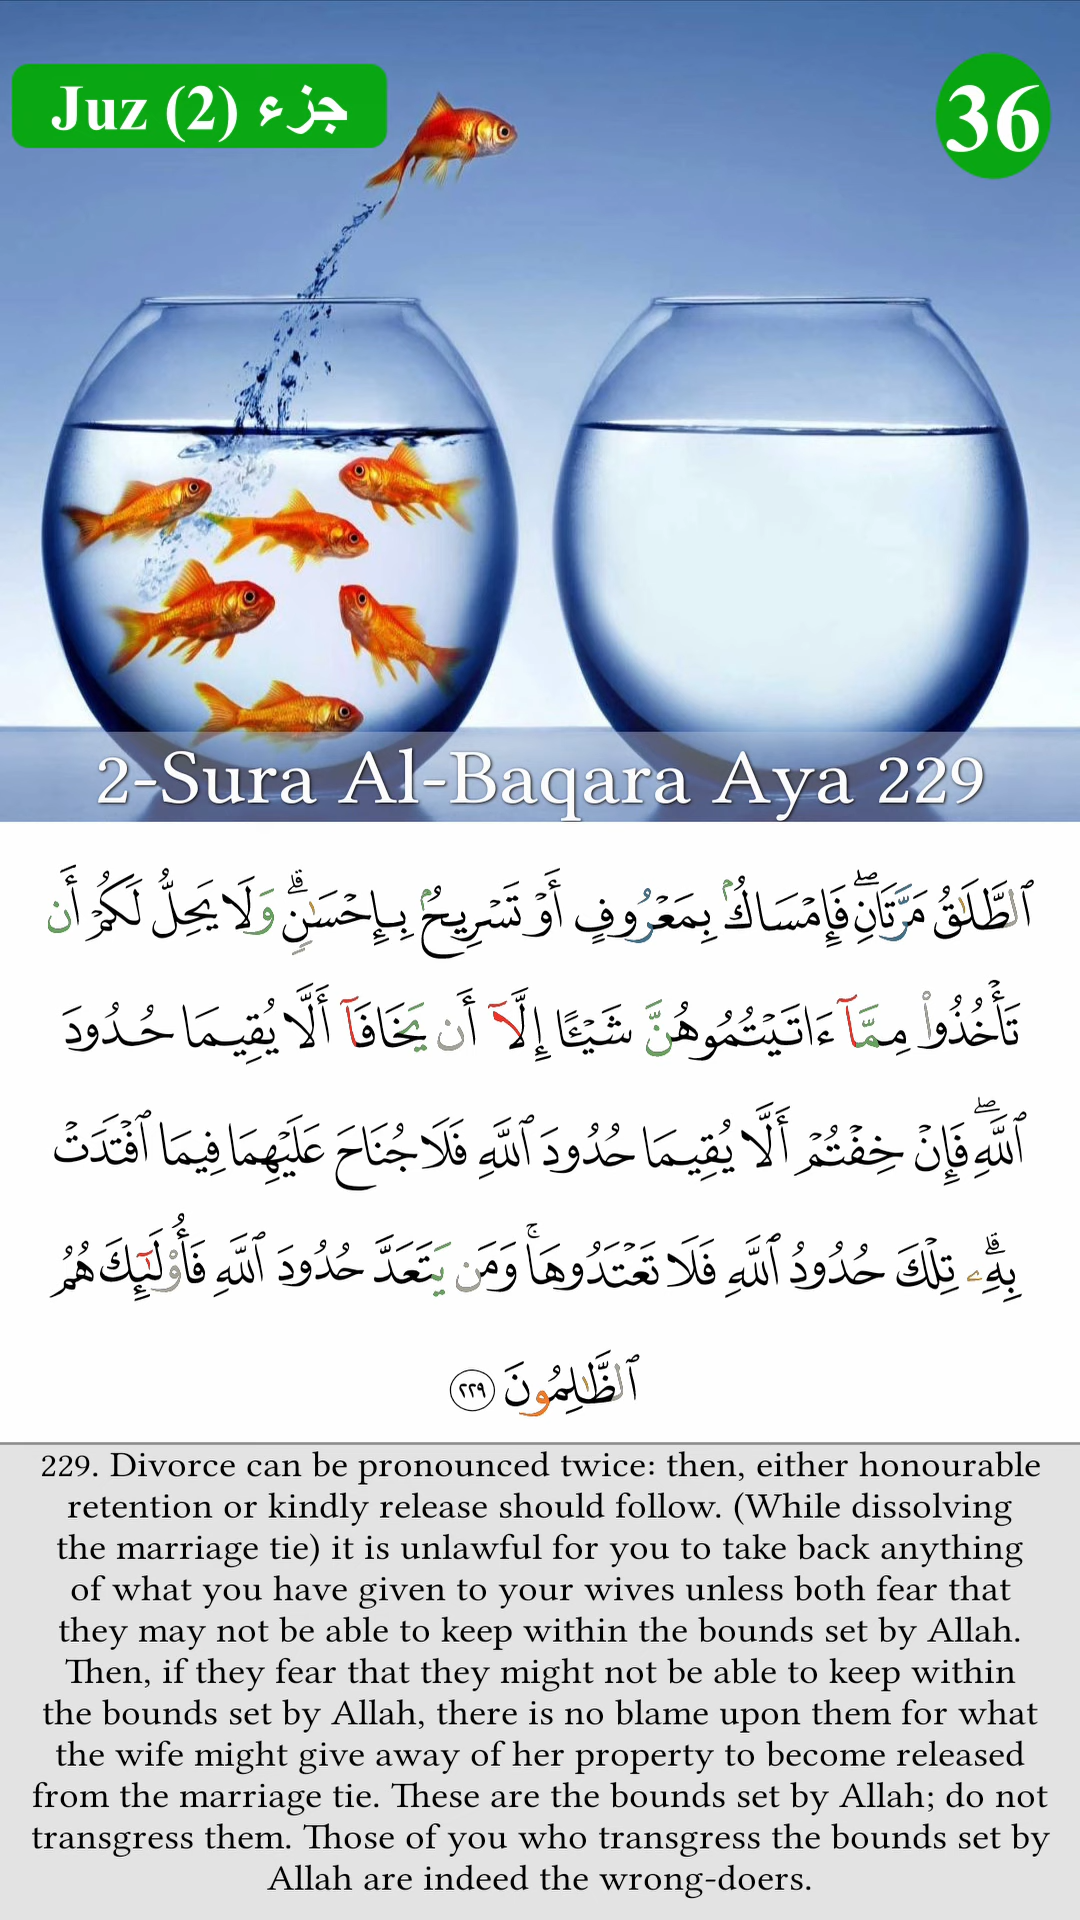 Juz (2) جزء
36
2-Sura Al-Baqara Aya 229
ٱلطَّلَٰقُ مَرَّتَانِۖ فَإِمْسَاكُۢ بِمَعْرُوفٍ أَوْ تَسْرِيحُۢ بِإِحْسَٰنٍۗ وَلَا يَحِلُّ لَكُمْ أَن
تَأْخُذُوا۟ مِمَّآ ءَاتَيْتُمُوهُنَّ شَيْـًٔا إِلَّآ أَن يَخَافَآ أَلَّا يُقِيمَا حُدُودَ
ٱللَّهِۖ فَإِنْ خِفْتُمْ أَلَّا يُقِيمَا حُدُودَ ٱللَّهِ فَلَا جُنَاحَ عَلَيْهِمَا فِيمَا ٱفْتَدَتْ
بِهِۦۗ تِلْكَ حُدُودُ ٱللَّهِ فَلَا تَعْتَدُوهَاۚ وَمَن يَتَعَدَّ حُدُودَ ٱللَّهِ فَأُو۟لَٰٓئِكَ هُمُ
ٱلظَّٰلِمُونَ ٢٢٩
229. Divorce can be pronounced twice: then, either honourable
retention or kindly release should follow. (While dissolving
the marriage tie) it is unlawful for you to take back anything
of what you have given to your wives unless both fear that
they may not be able to keep within the bounds set by Allah.
Then, if they fear that they might not be able to keep within
the bounds set by Allah, there is no blame upon them for what
the wife might give away of her property to become released
from the marriage tie. These are the bounds set by Allah; do not
transgress them. Those of you who transgress the bounds set by
Allah are indeed the wrong-doers.